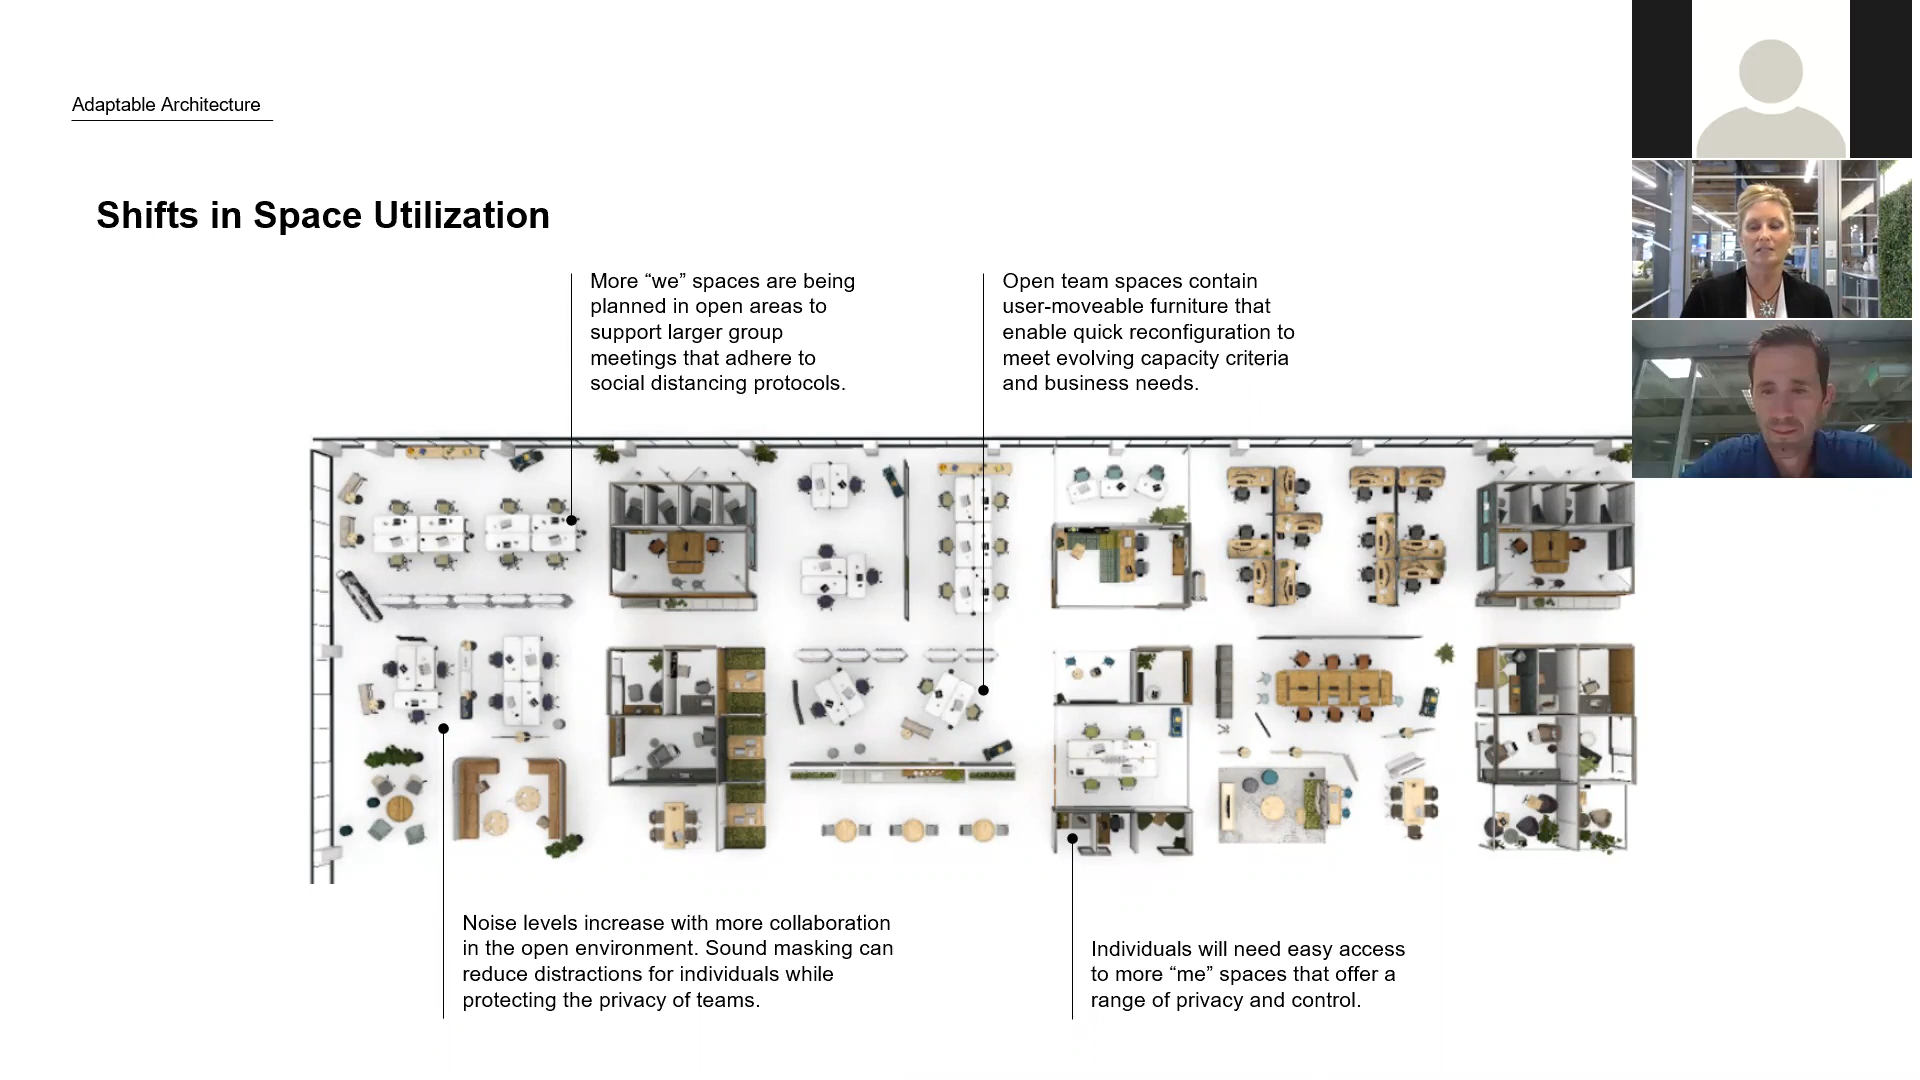 Adaptable Architecture
Shifts in Space Utilization
More “we” spaces are being
planned in open areas to
support larger group
meetings that adhere to
social distancing protocols.
Open team spaces contain
user-moveable furniture that
enable quick reconfiguration to
meet evolving capacity criteria
and business needs.
Noise levels increase with more collaboration
in the open environment. Sound masking can
reduce distractions for individuals while
protecting the privacy of teams.
Individuals will need easy access
to more “me” spaces that offer a
range of privacy and control.